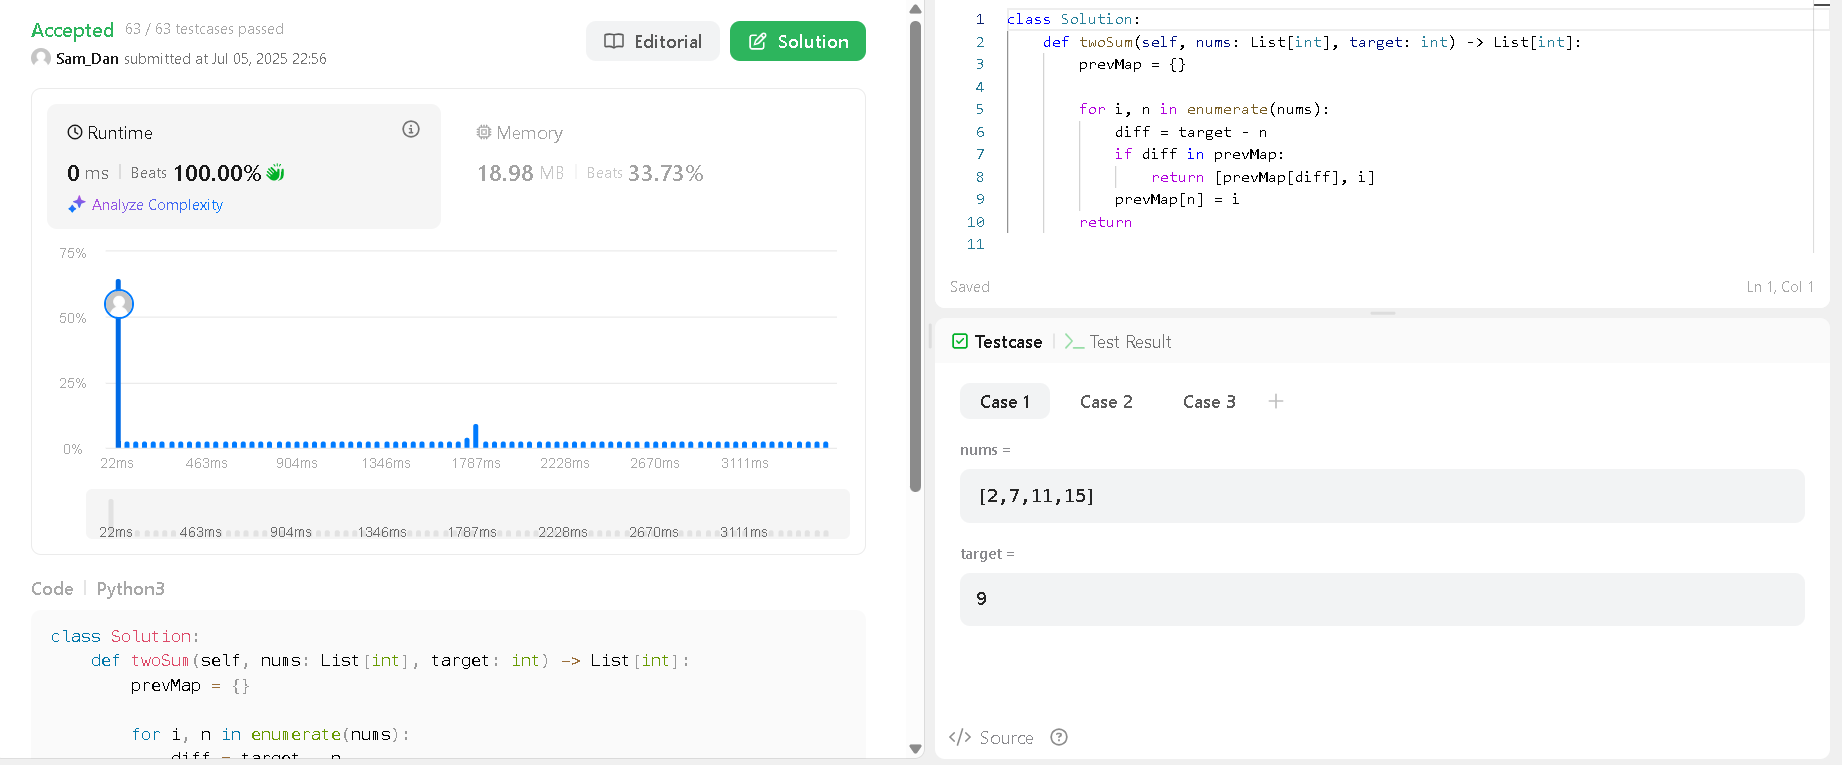 Accepted 63 / 63 testcases passed
Sam_Dan submitted at Jul 05, 2025 22:56
Editorial
Solution
Runtime
0 ms | Beats 100.00%
Analyze Complexity
Memory
18.98 MB | Beats 33.73%
75%
50%
25%
0%
22ms 463ms 904ms 1346ms 1787ms 2228ms 2670ms 3111ms
22ms 463ms 904ms 1346ms 1787ms 2228ms 2670ms 3111ms
Code | Python3
class Solution:
    def twoSum(self, nums: List[int], target: int) -> List[int]:
        prevMap = {}
        for i, n in enumerate(nums):
            diff = target - n
1 class Solution:
2     def twoSum(self, nums: List[int], target: int) -> List[int]:
3         prevMap = {}
4
5         for i, n in enumerate(nums):
6             diff = target - n
7             if diff in prevMap:
8                 return [prevMap[diff], i]
9             prevMap[n] = i
10         return
11
Saved
Ln 1, Col 1
Testcase | >_ Test Result
Case 1 Case 2 Case 3 +
nums =
[2,7,11,15]
target =
9
</> Source ?